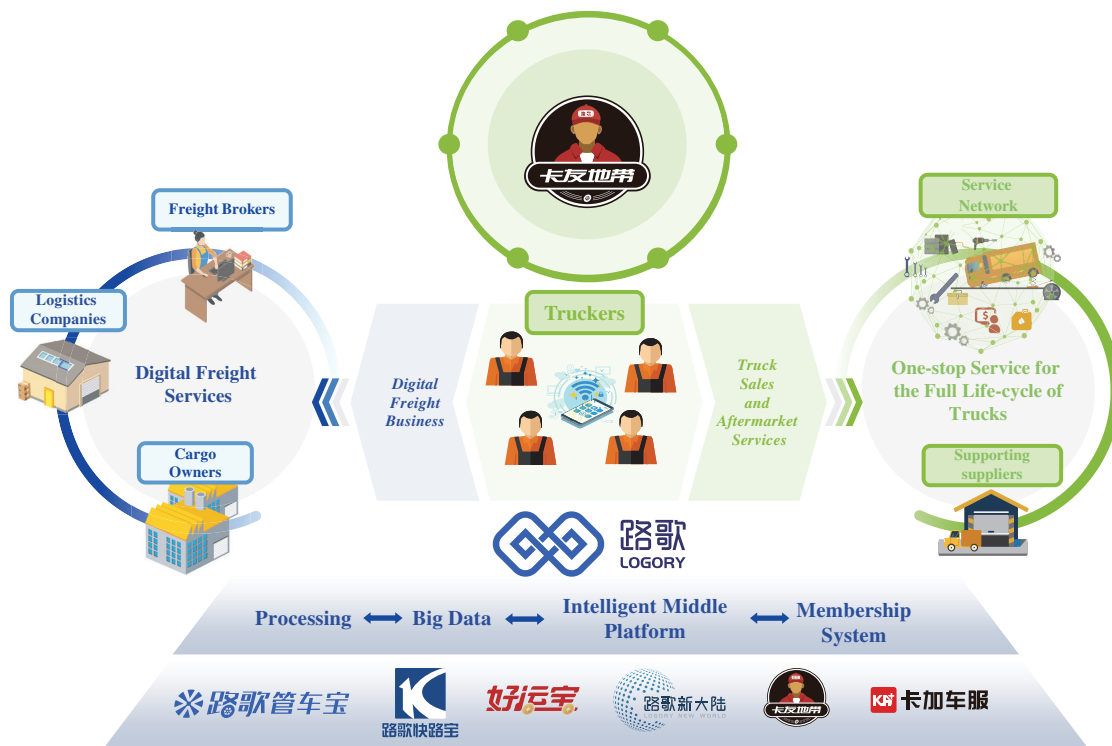 路歌
卡友地带
Freight Brokers
Logistics
Companies
Digital Freight
Services
Cargo
Owners
Digital
Freight
Business
Truckers
Truck
Sales
and
Aftermarket
Services
Service
Network
One-stop Service for
the Full Life-cycle of
Trucks
Supporting
suppliers
路歌
LOGORY
Processing
Big Data
Intelligent Middle
Platform
Membership
System
路歌管车宝
路歌快路宝
好运宝
路歌新大陆
LOGORY NEW WORLD
卡友地带
KA+ 卡加车服